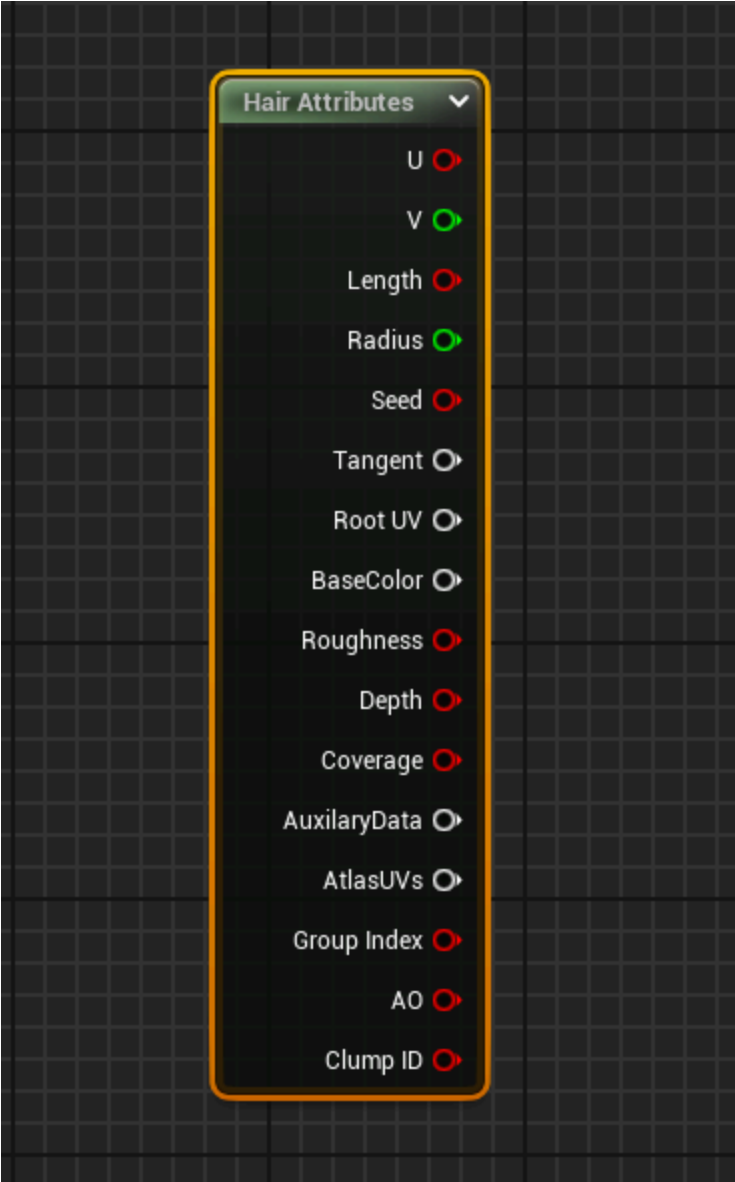 Hair Attributes
U
V
Length
Radius
Seed
Tangent
Root UV
BaseColor
Roughness
Depth
Coverage
AuxilaryData
AtlasUVs
Group Index
AO
Clump ID